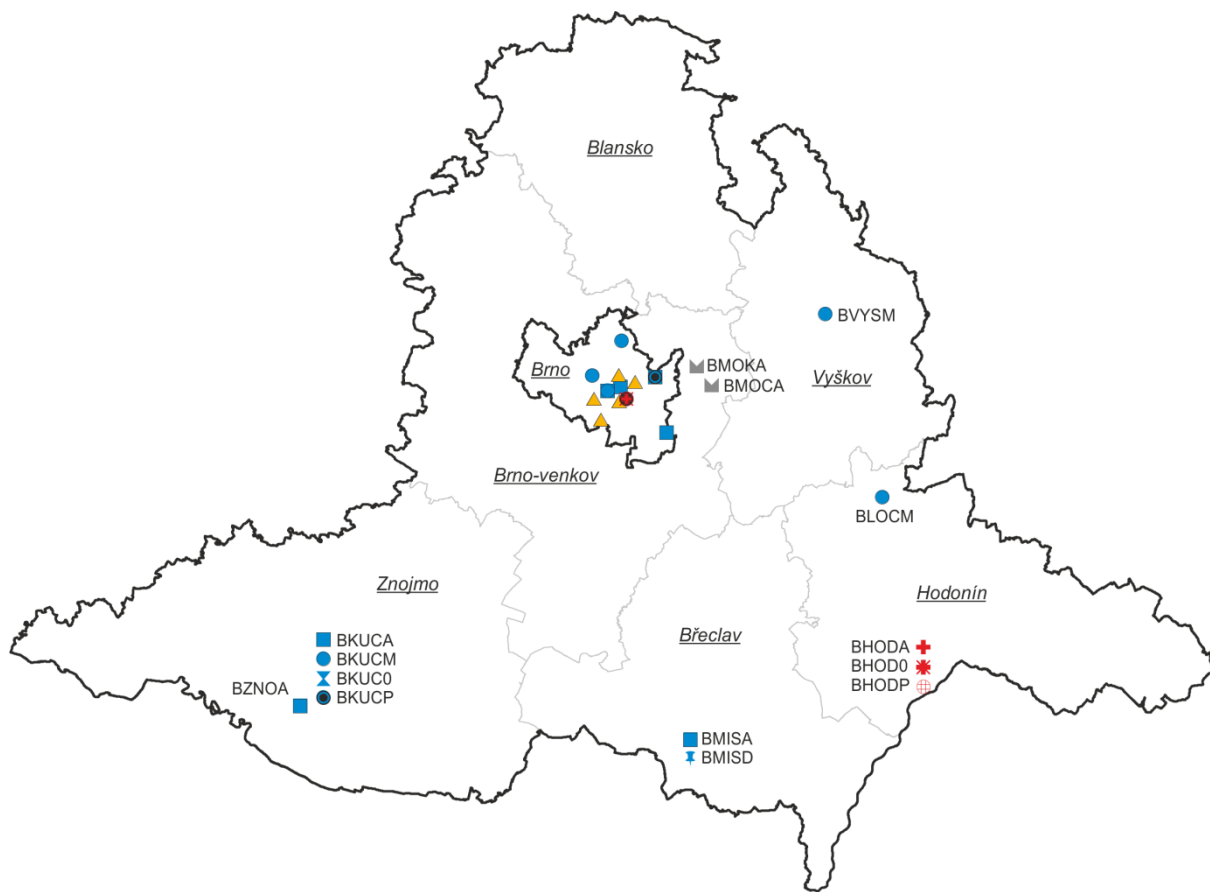 Blansko
BVYSM
Brno
BMOKA
BMOCA
Vyškov
Brno-venkov
BLOCM
Znojmo
Hodonín
Břeclav
BKUCA
BKUCM
BKUC0
BKUCP
BZNOA
BHODA
BHOD0
BHODP
BMISA
BMISD